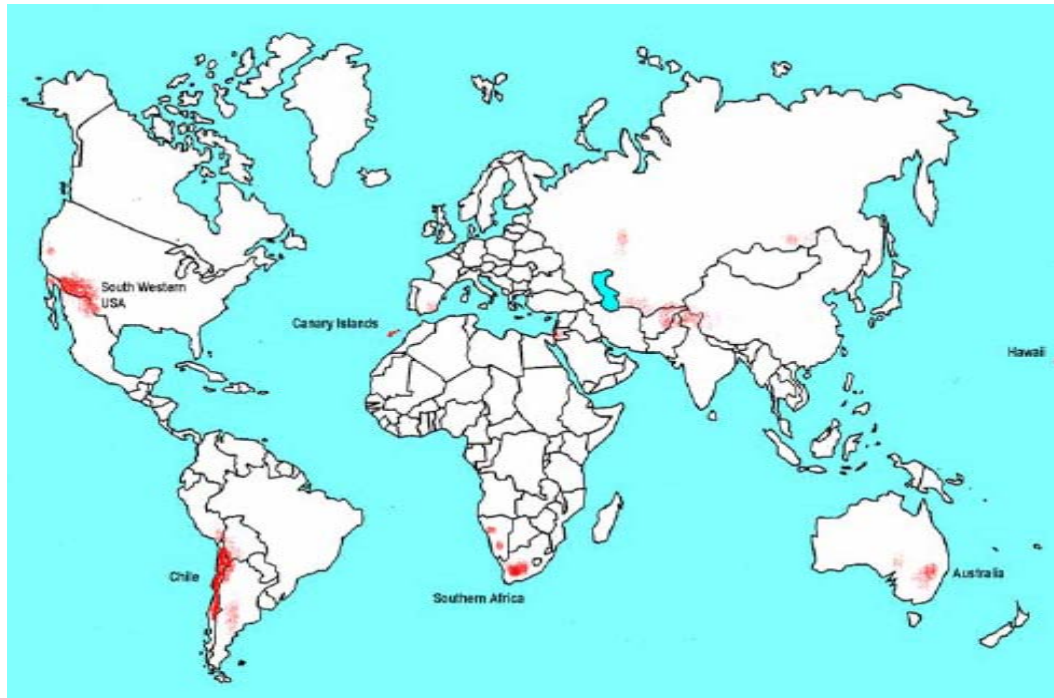 South Western
USA
Canary Islands
Hawaii
Chile
Southern Africa
Australia